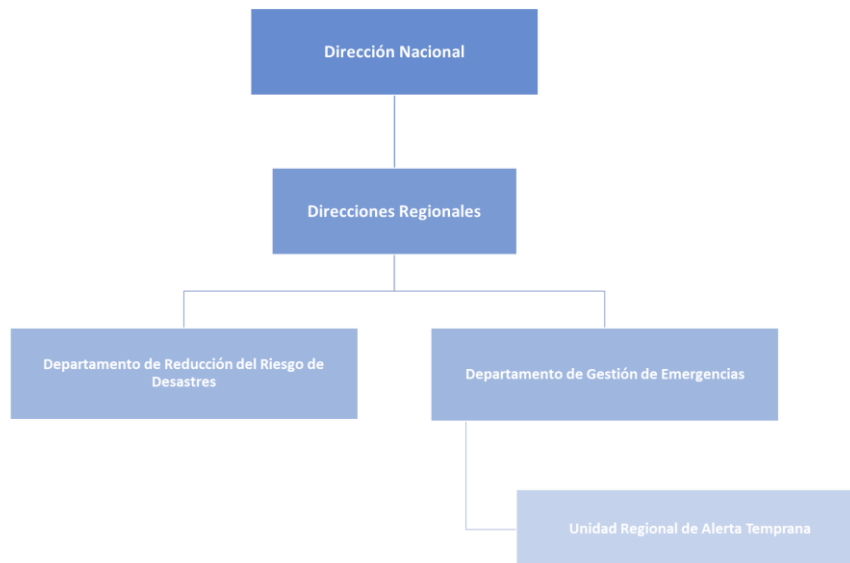 Dirección Nacional
Direcciones Regionales
Departamento de Reducción del Riesgo de
Desastres
Departamento de Gestión de Emergencias
Unidad Regional de Alerta Temprana